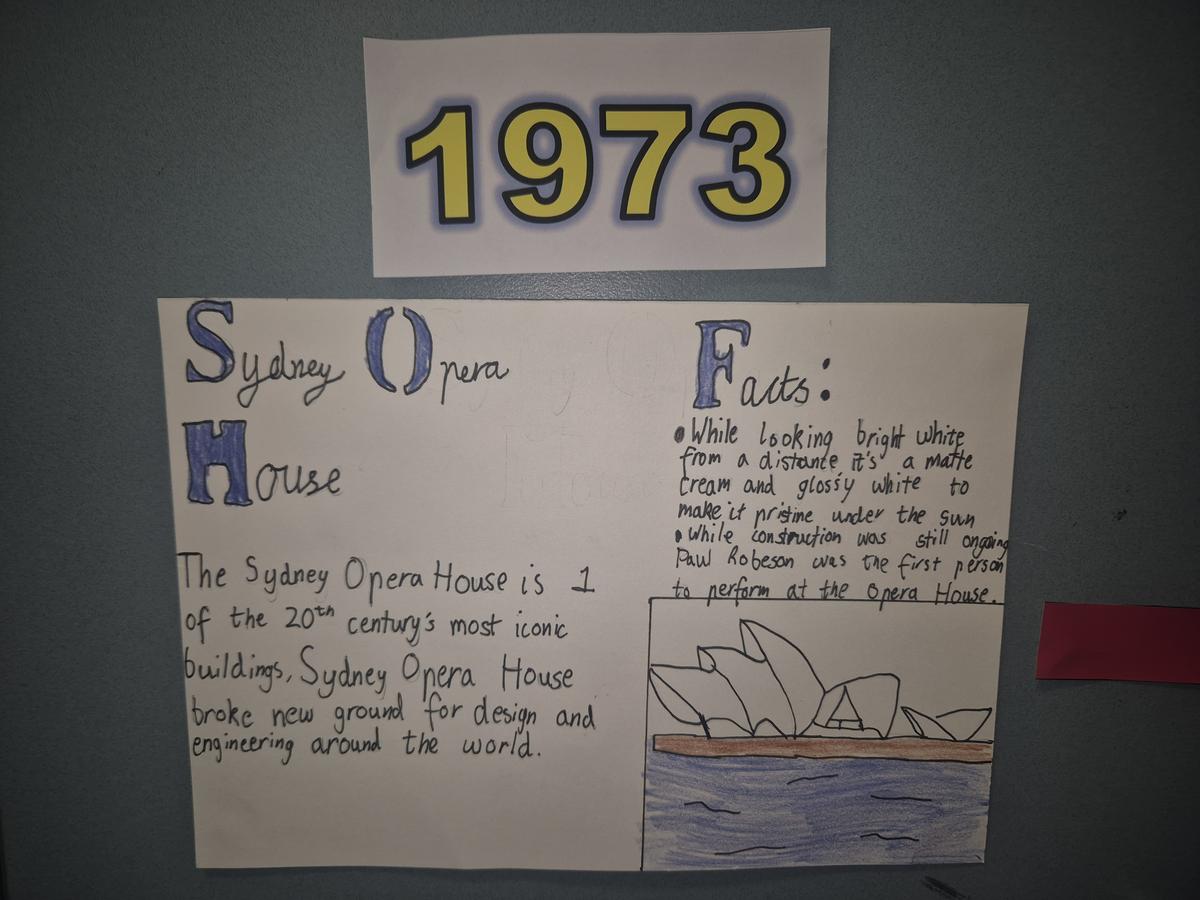 1973
Sydney Opera
House
The Sydney Opera House is 1
of the 20th century's most iconic
buildings, Sydney Opera House
broke new ground for design and
engineering around the world.
Facts:
• While looking bright white
from a distante it's a matte
cream and glossy white to
make it pristine under the sun
• While construction was still ongoing
Paul Robeson was the first person
to perform at the Opera House.